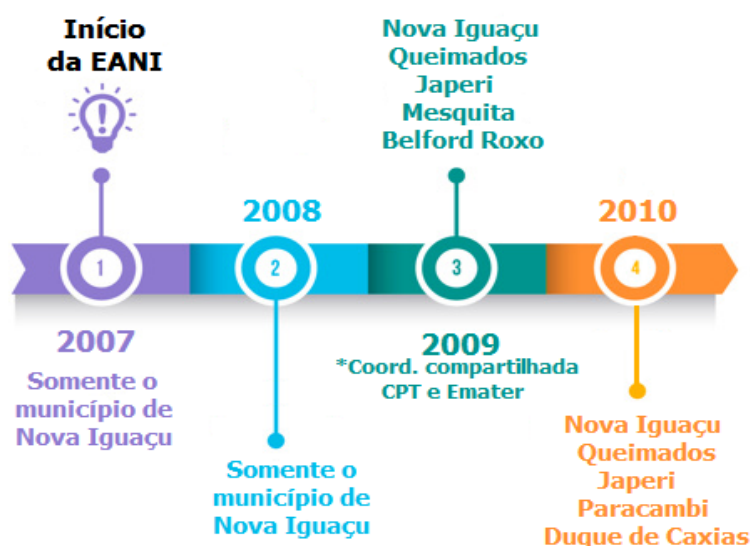 Início
da EANI
1
2007
Somente o
município de
Nova Iguaçu
2008
2
Somente o
município de
Nova Iguaçu
Nova Iguaçu
Queimados
Japeri
Mesquita
Belford Roxo
3
2009
*Coord. compartilhada
CPT e Emater
2010
4
Nova Iguaçu
Queimados
Japeri
Paracambi
Duque de Caxias